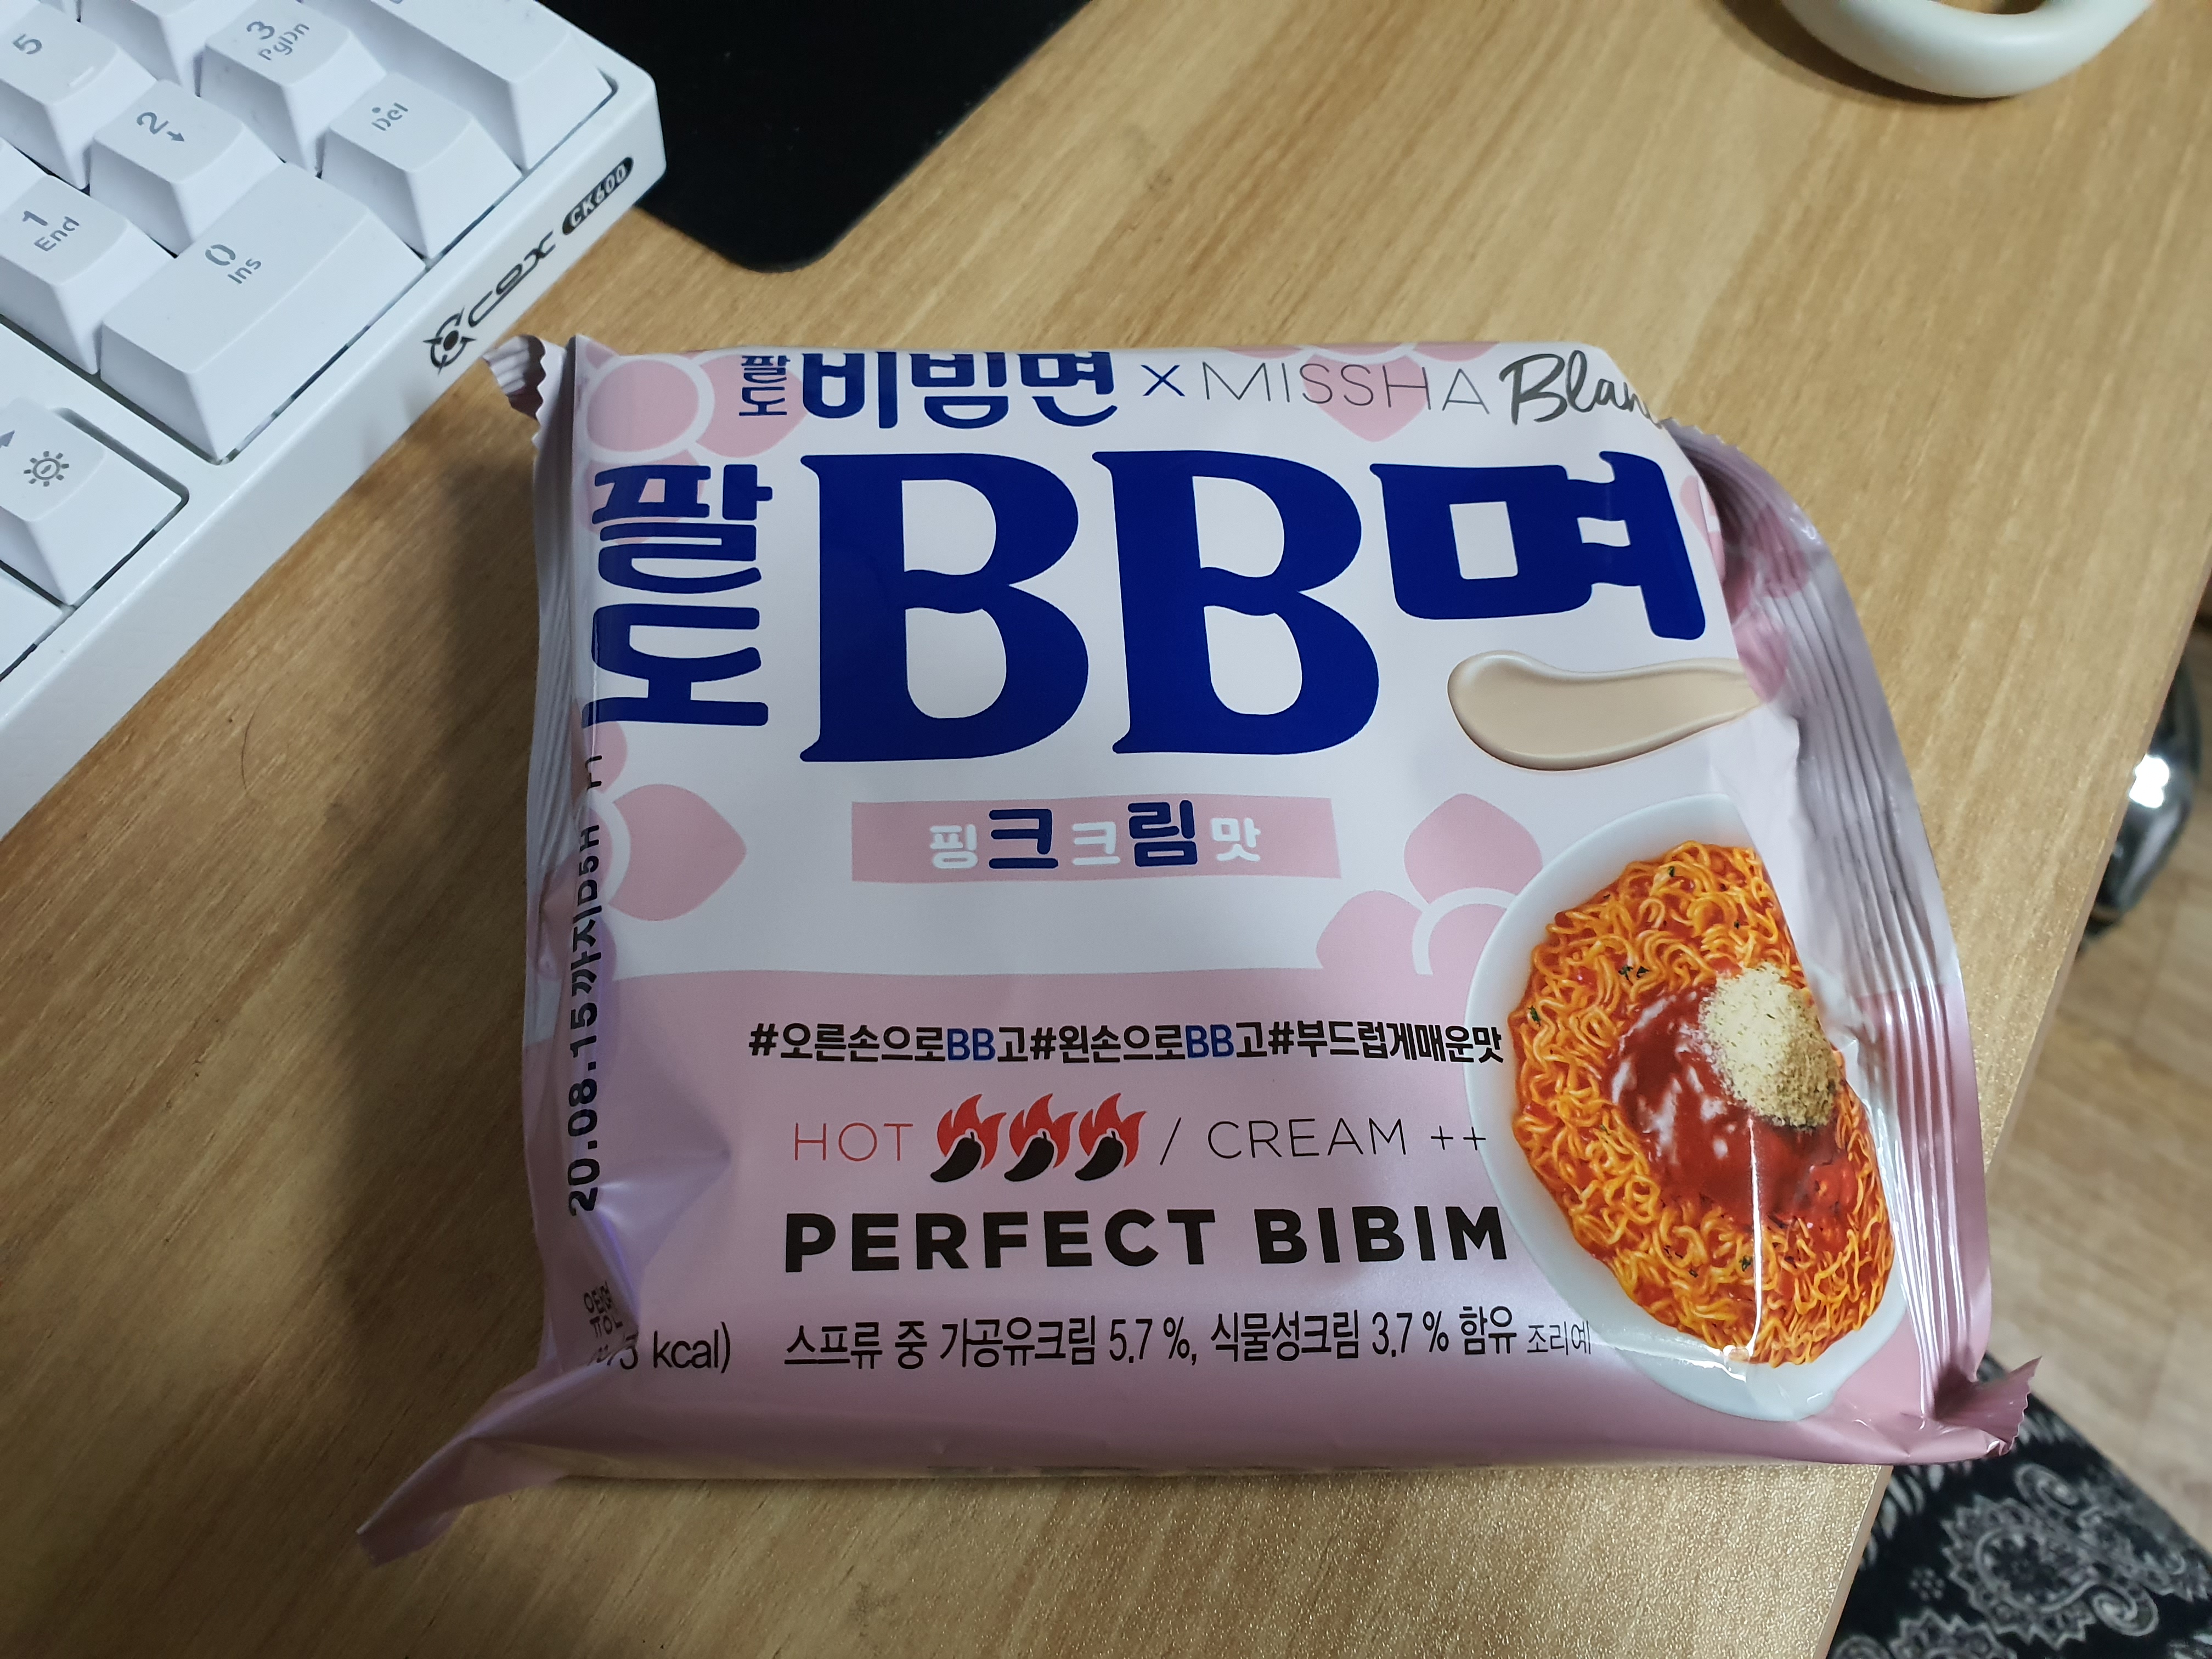 5
3
PgDn
2
Del
1
End
0
Ins
COX CK600
팔도 비빔면 X MISSHA
팔도 BB면
핑크크림맛
#오른손으로BB고#왼손으로BB고#부드럽게매운맛
HOT / CREAM ++
PERFECT BIBIM
kcal) 스프류 중 가공유크림 5.7 %, 식물성크림 3.7 % 함유 조리예
20.08.15까지D5H